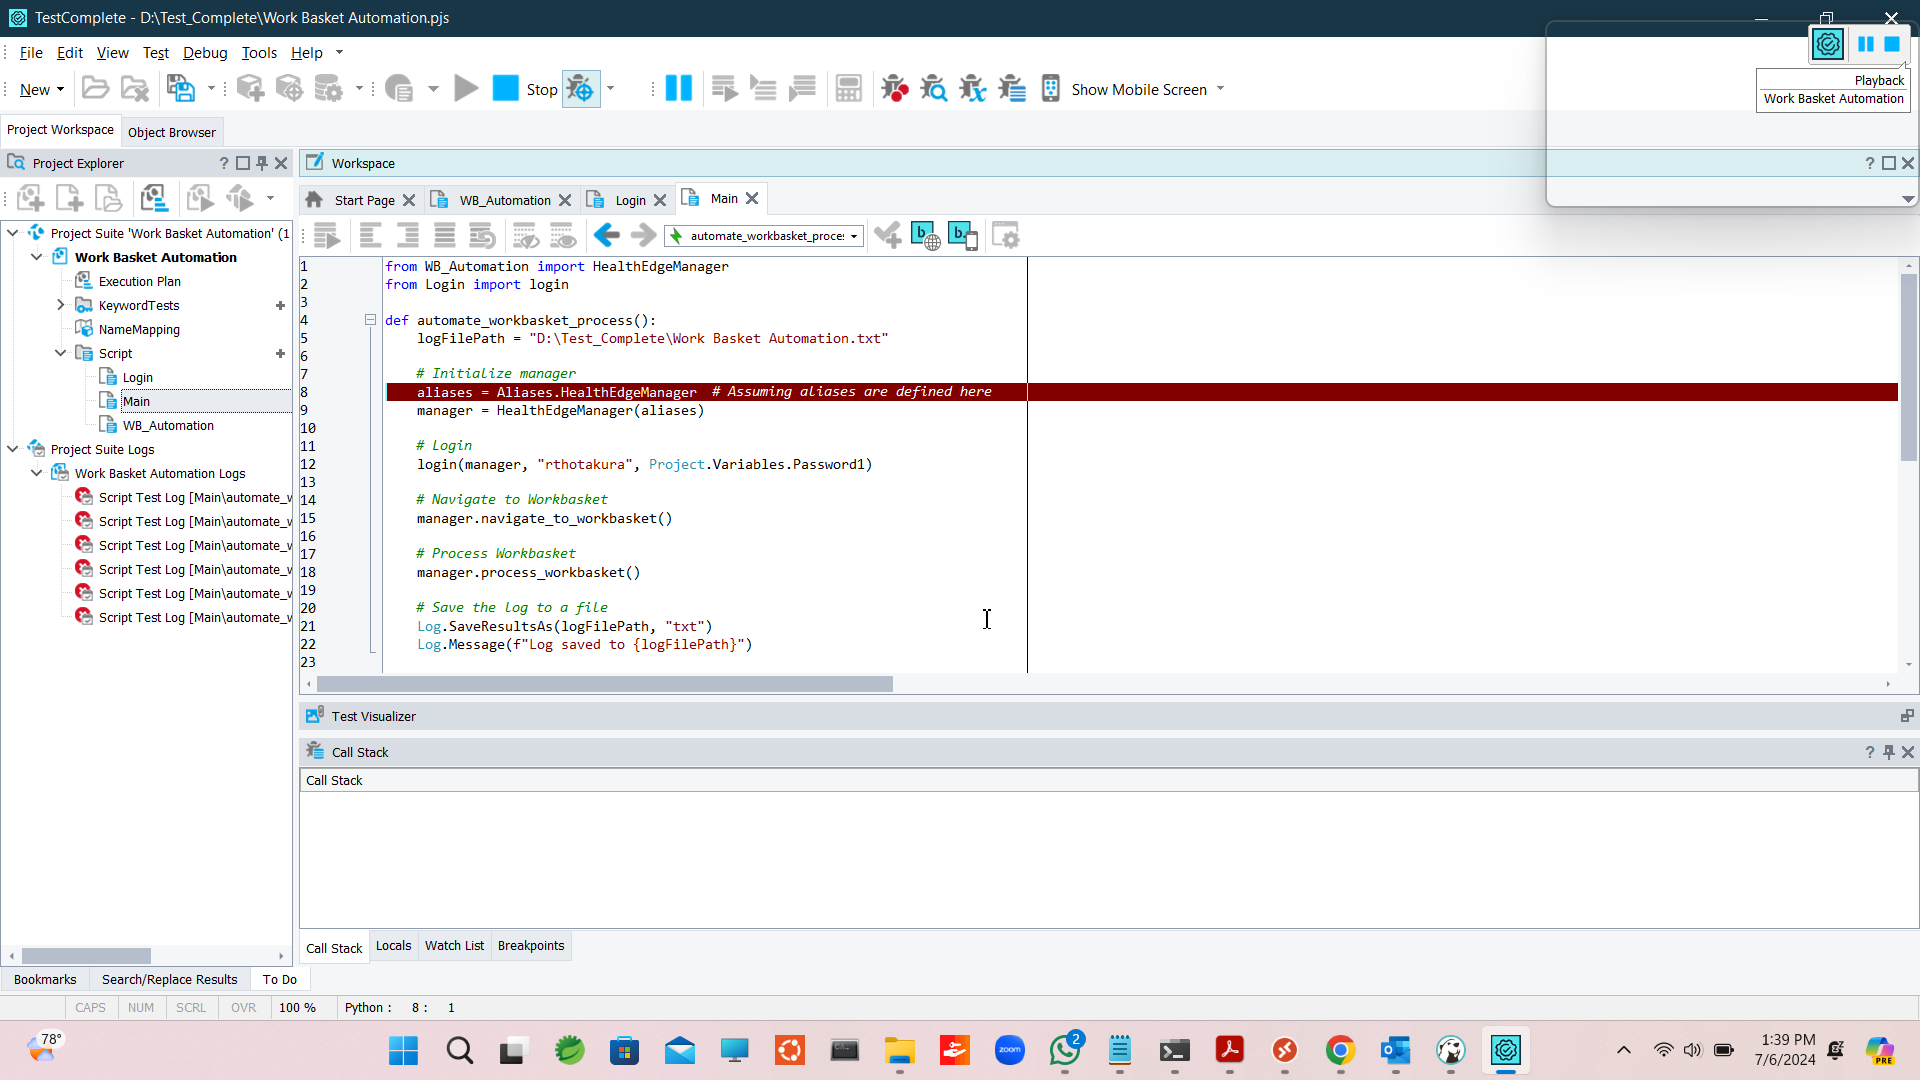 TestComplete - D:\Test_Complete\Work Basket Automation.pjs
File Edit View Test Debug Tools Help
New Stop Show Mobile Screen
Playback
Work Basket Automation
Project Workspace Object Browser
Project Explorer ?
Workspace ?
Start Page WB_Automation Login Main
automate_workbasket_proce
Project Suite 'Work Basket Automation' (1
Work Basket Automation
Execution Plan
KeywordTests
NameMapping
Script
Login
Main
WB_Automation
Project Suite Logs
Work Basket Automation Logs
Script Test Log [Main\automate_w
Script Test Log [Main\automate_w
Script Test Log [Main\automate_w
Script Test Log [Main\automate_w
Script Test Log [Main\automate_w
Script Test Log [Main\automate_w
1 from WB_Automation import HealthEdgeManager
2 from Login import login
3
4 def automate_workbasket_process():
5 logFilePath = "D:\Test_Complete\Work Basket Automation.txt"
6
7 # Initialize manager
8 aliases = Aliases.HealthEdgeManager # Assuming aliases are defined here
9 manager = HealthEdgeManager(aliases)
10
11 # Login
12 login(manager, "rthotakura", Project.Variables.Password1)
13
14 # Navigate to Workbasket
15 manager.navigate_to_workbasket()
16
17 # Process Workbasket
18 manager.process_workbasket()
19
20 # Save the log to a file
21 Log.SaveResultsAs(logFilePath, "txt")
22 Log.Message(f"Log saved to {logFilePath}")
23
Test Visualizer
Call Stack ?
Call Stack
Call Stack Locals Watch List Breakpoints
Bookmarks Search/Replace Results To Do
CAPS NUM SCRL OVR 100 % Python : 8 : 1
78°
zoom
2
1:39 PM
7/6/2024
PRE